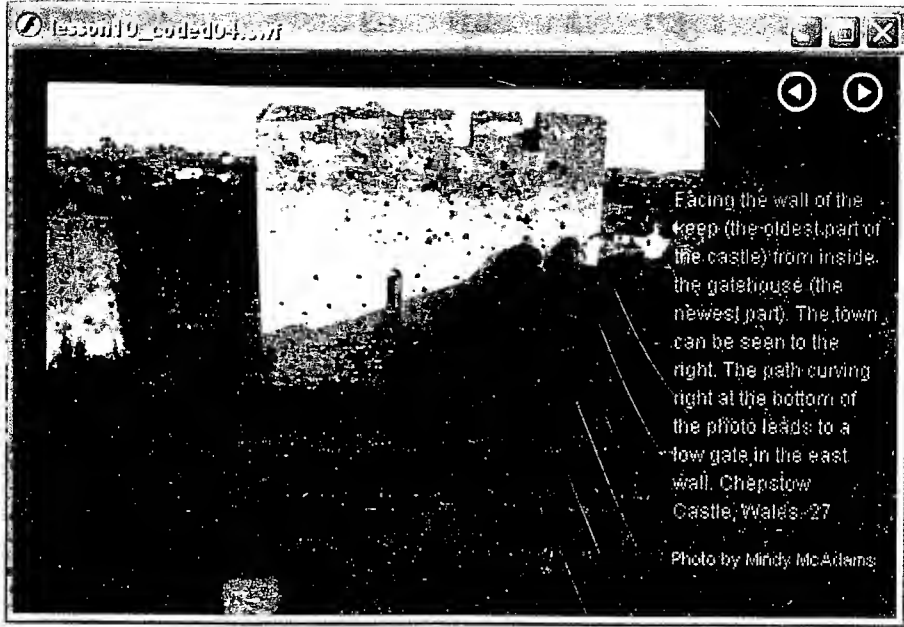 lesson10_coded04.swf
Facing the wall of the
keep (the oldest part of
the castle) from inside
the gatehouse (the
newest part). The town
can be seen to the
right. The path curving
right at the bottom of
the photo leads to a
low gate in the east
wall. Chepstow
Castle, Wales. 27
Photo by Mindy McAdams